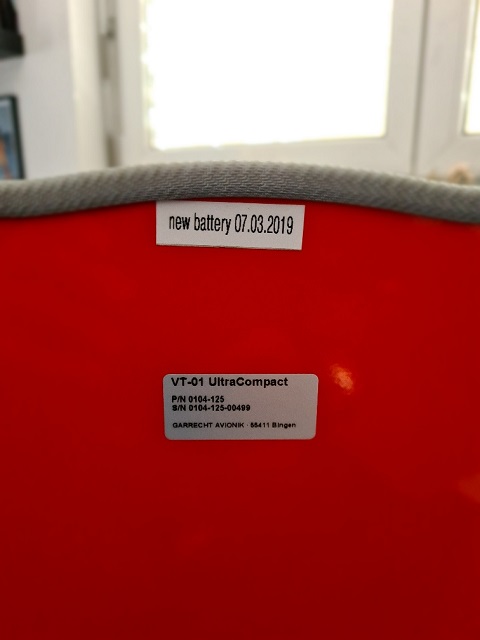 new battery 07.03.2019
VT-01 UltraCompact
P/N 0104-125
S/N 0104-125-00499
GARRECHT AVIONIK · 55411 Bingen